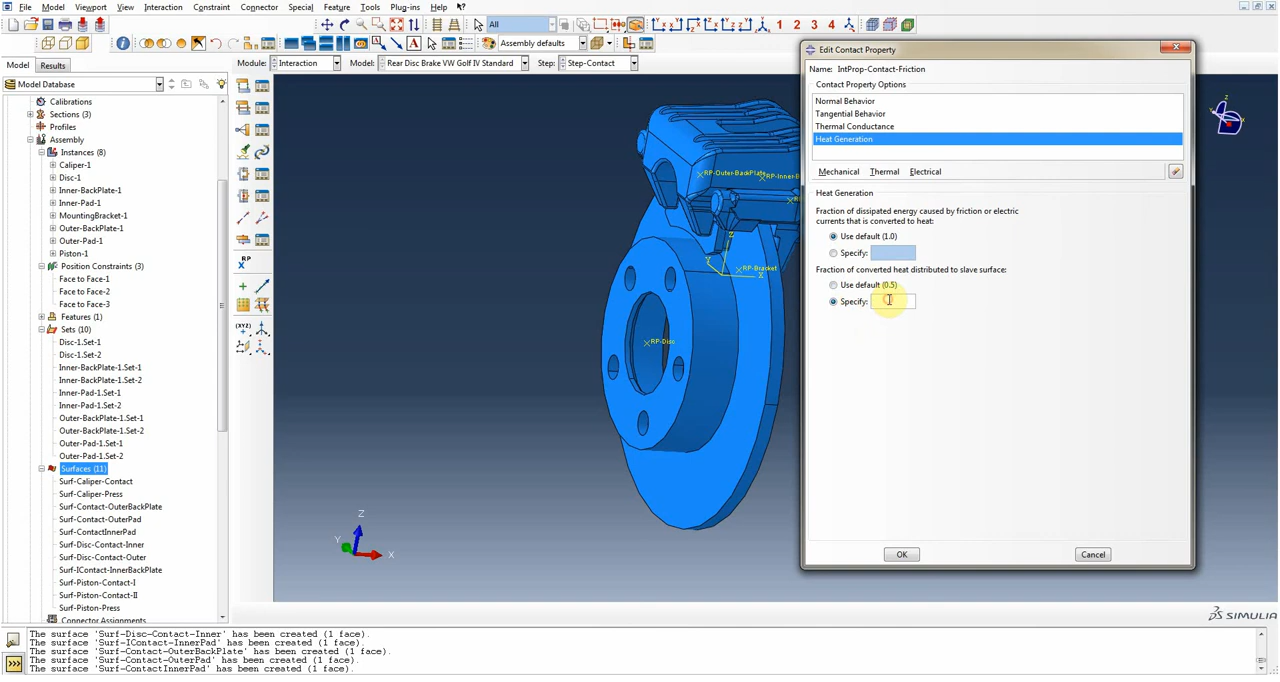 File Model Viewport View Interaction Constraint Connector Special Feature Tools Plug-ins Help
All
1 2 3 4
Assembly defaults
Model Results
Module: Interaction Model: Rear Disc Brake VW Golf IV Standard Step: Step-Contact
Model Database
Calibrations
Sections (3)
Profiles
Assembly
Instances (8)
Caliper-1
Disc-1
Inner-BackPlate-1
Inner-Pad-1
MountingBracket-1
Outer-BackPlate-1
Outer-Pad-1
Piston-1
Position Constraints (3)
Face to Face-1
Face to Face-2
Face to Face-3
Features (1)
Sets (10)
Disc-1.Set-1
Disc-1.Set-2
Inner-BackPlate-1.Set-1
Inner-BackPlate-1.Set-2
Inner-Pad-1.Set-1
Inner-Pad-1.Set-2
Outer-BackPlate-1.Set-1
Outer-BackPlate-1.Set-2
Outer-Pad-1.Set-1
Outer-Pad-1.Set-2
Surfaces (11)
Surf-Caliper-Contact
Surf-Caliper-Press
Surf-Contact-OuterBackPlate
Surf-Contact-OuterPad
Surf-ContactInnerPad
Surf-Disc-Contact-Inner
Surf-Disc-Contact-Outer
Surf-IContact-InnerBackPlate
Surf-Piston-Contact-I
Surf-Piston-Contact-II
Surf-Piston-Press
Connector Assignments
RP
(XYZ)
RP-Outer-BackPlate
RP-Inner-B
Z
Y
X
RP-Bracket
RP-Disc
Z
Y
X
Edit Contact Property
Name: IntProp-Contact-Friction
Contact Property Options
Normal Behavior
Tangential Behavior
Thermal Conductance
Heat Generation
Mechanical Thermal Electrical
Heat Generation
Fraction of dissipated energy caused by friction or electric
currents that is converted to heat:
Use default (1.0)
Specify:
Fraction of converted heat distributed to slave surface:
Use default (0.5)
Specify:
OK Cancel
SIMULIA
The surface 'Surf-Disc-Contact-Inner' has been created (1 face).
The surface 'Surf-IContact-InnerPad' has been created (1 face).
The surface 'Surf-Contact-OuterBackPlate' has been created (1 face).
The surface 'Surf-Contact-OuterPad' has been created (1 face).
The surface 'Surf-ContactInnerPad' has been created (1 face).